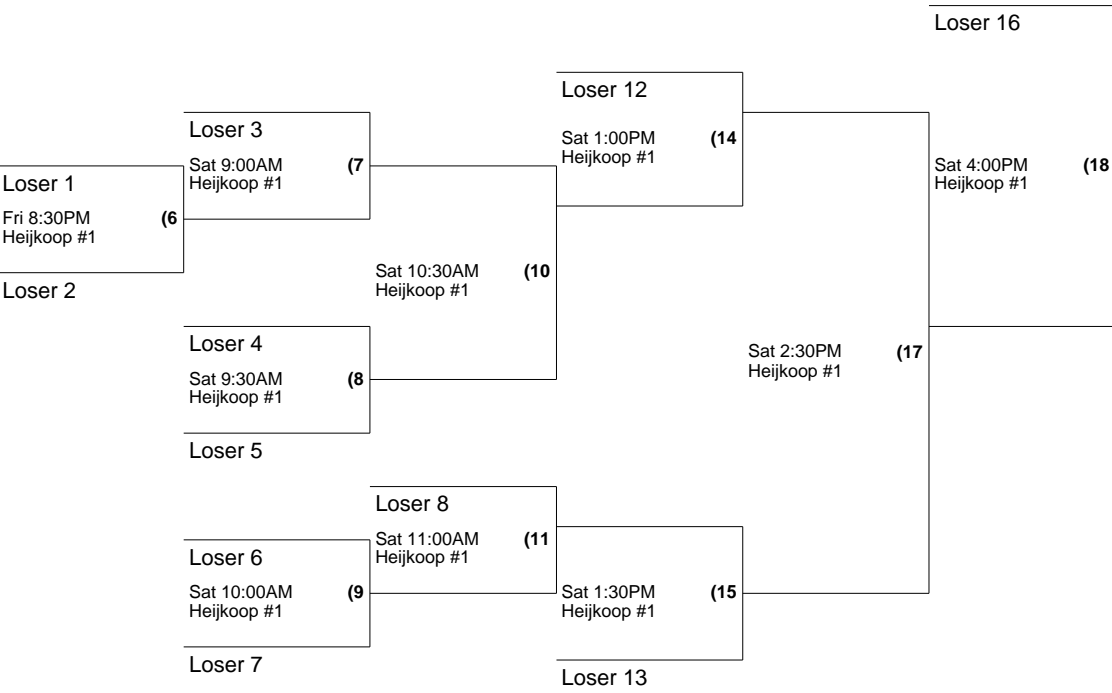 Loser 16
Loser 12
Sat 1:00PM (14
Heijkoop #1
Loser 3
Sat 9:00AM (7
Heijkoop #1
Sat 4:00PM (18
Heijkoop #1
Loser 1
Fri 8:30PM (6
Heijkoop #1
Loser 2
Sat 10:30AM (10
Heijkoop #1
Loser 4
Sat 9:30AM (8
Heijkoop #1
Loser 5
Sat 2:30PM (17
Heijkoop #1
Loser 8
Sat 11:00AM (11
Heijkoop #1
Loser 6
Sat 10:00AM (9
Heijkoop #1
Loser 7
Sat 1:30PM (15
Heijkoop #1
Loser 13